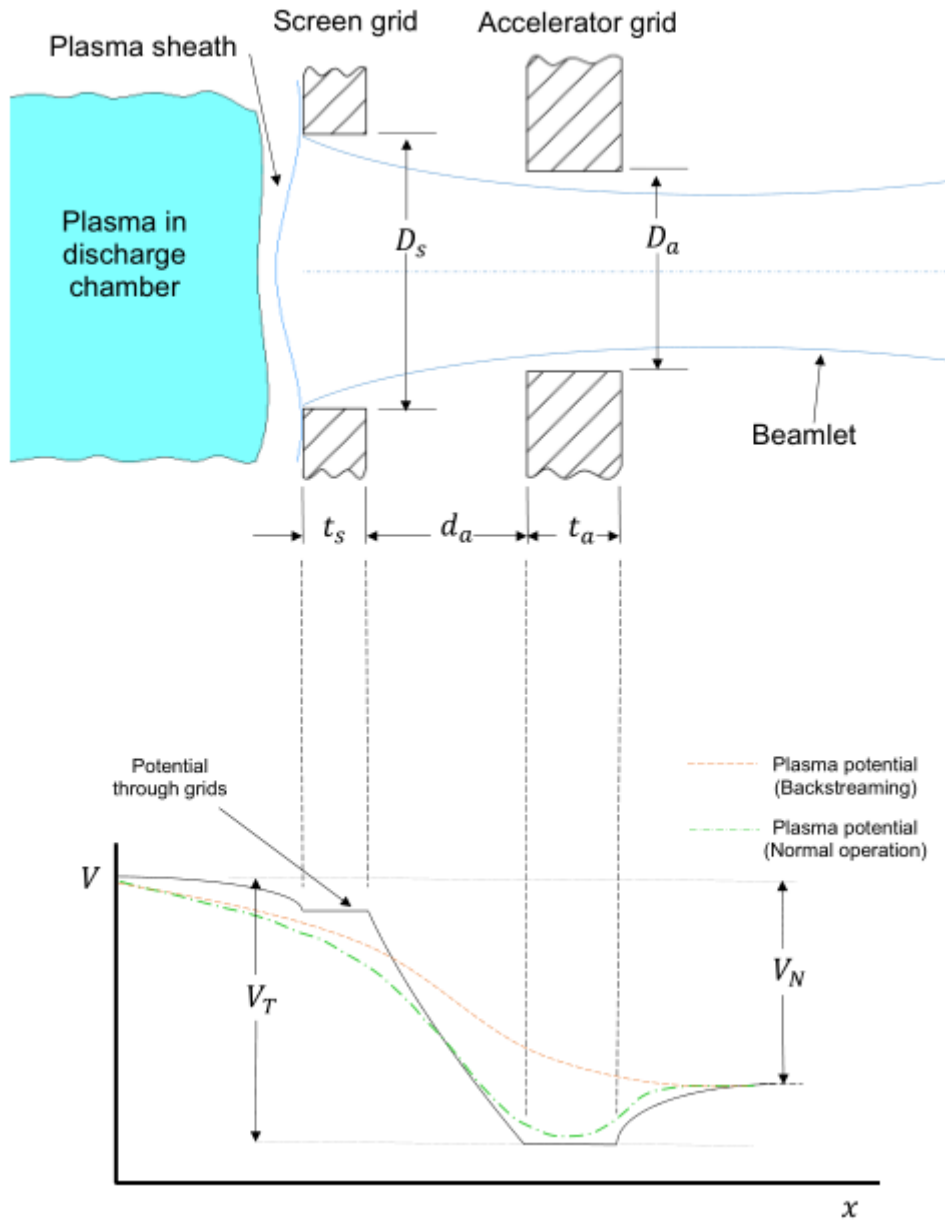 Screen grid
Accelerator grid
Plasma sheath
Plasma in
discharge
chamber
D_s
D_a
Beamlet
t_s
d_a
t_a
Potential
through grids
Plasma potential
(Backstreaming)
Plasma potential
(Normal operation)
V
V_T
V_N
x